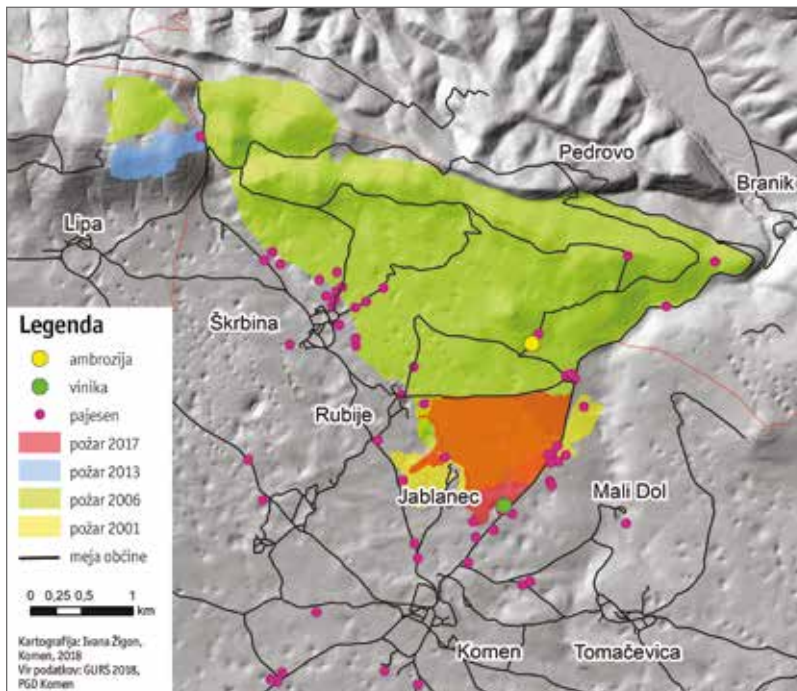 Pedrovo
Branik
Lipa
Škrbina
Rubije
Jablanec
Mali Dol
Komen
Tomačevica
Legenda
ambrozija
vinika
pajesen
požar 2017
požar 2013
požar 2006
požar 2001
meja občine
0 0,25 0,5 1
km
Kartografija: Ivana Žigon,
Komen, 2018
Vir podatkov: GURS 2018,
PGD Komen